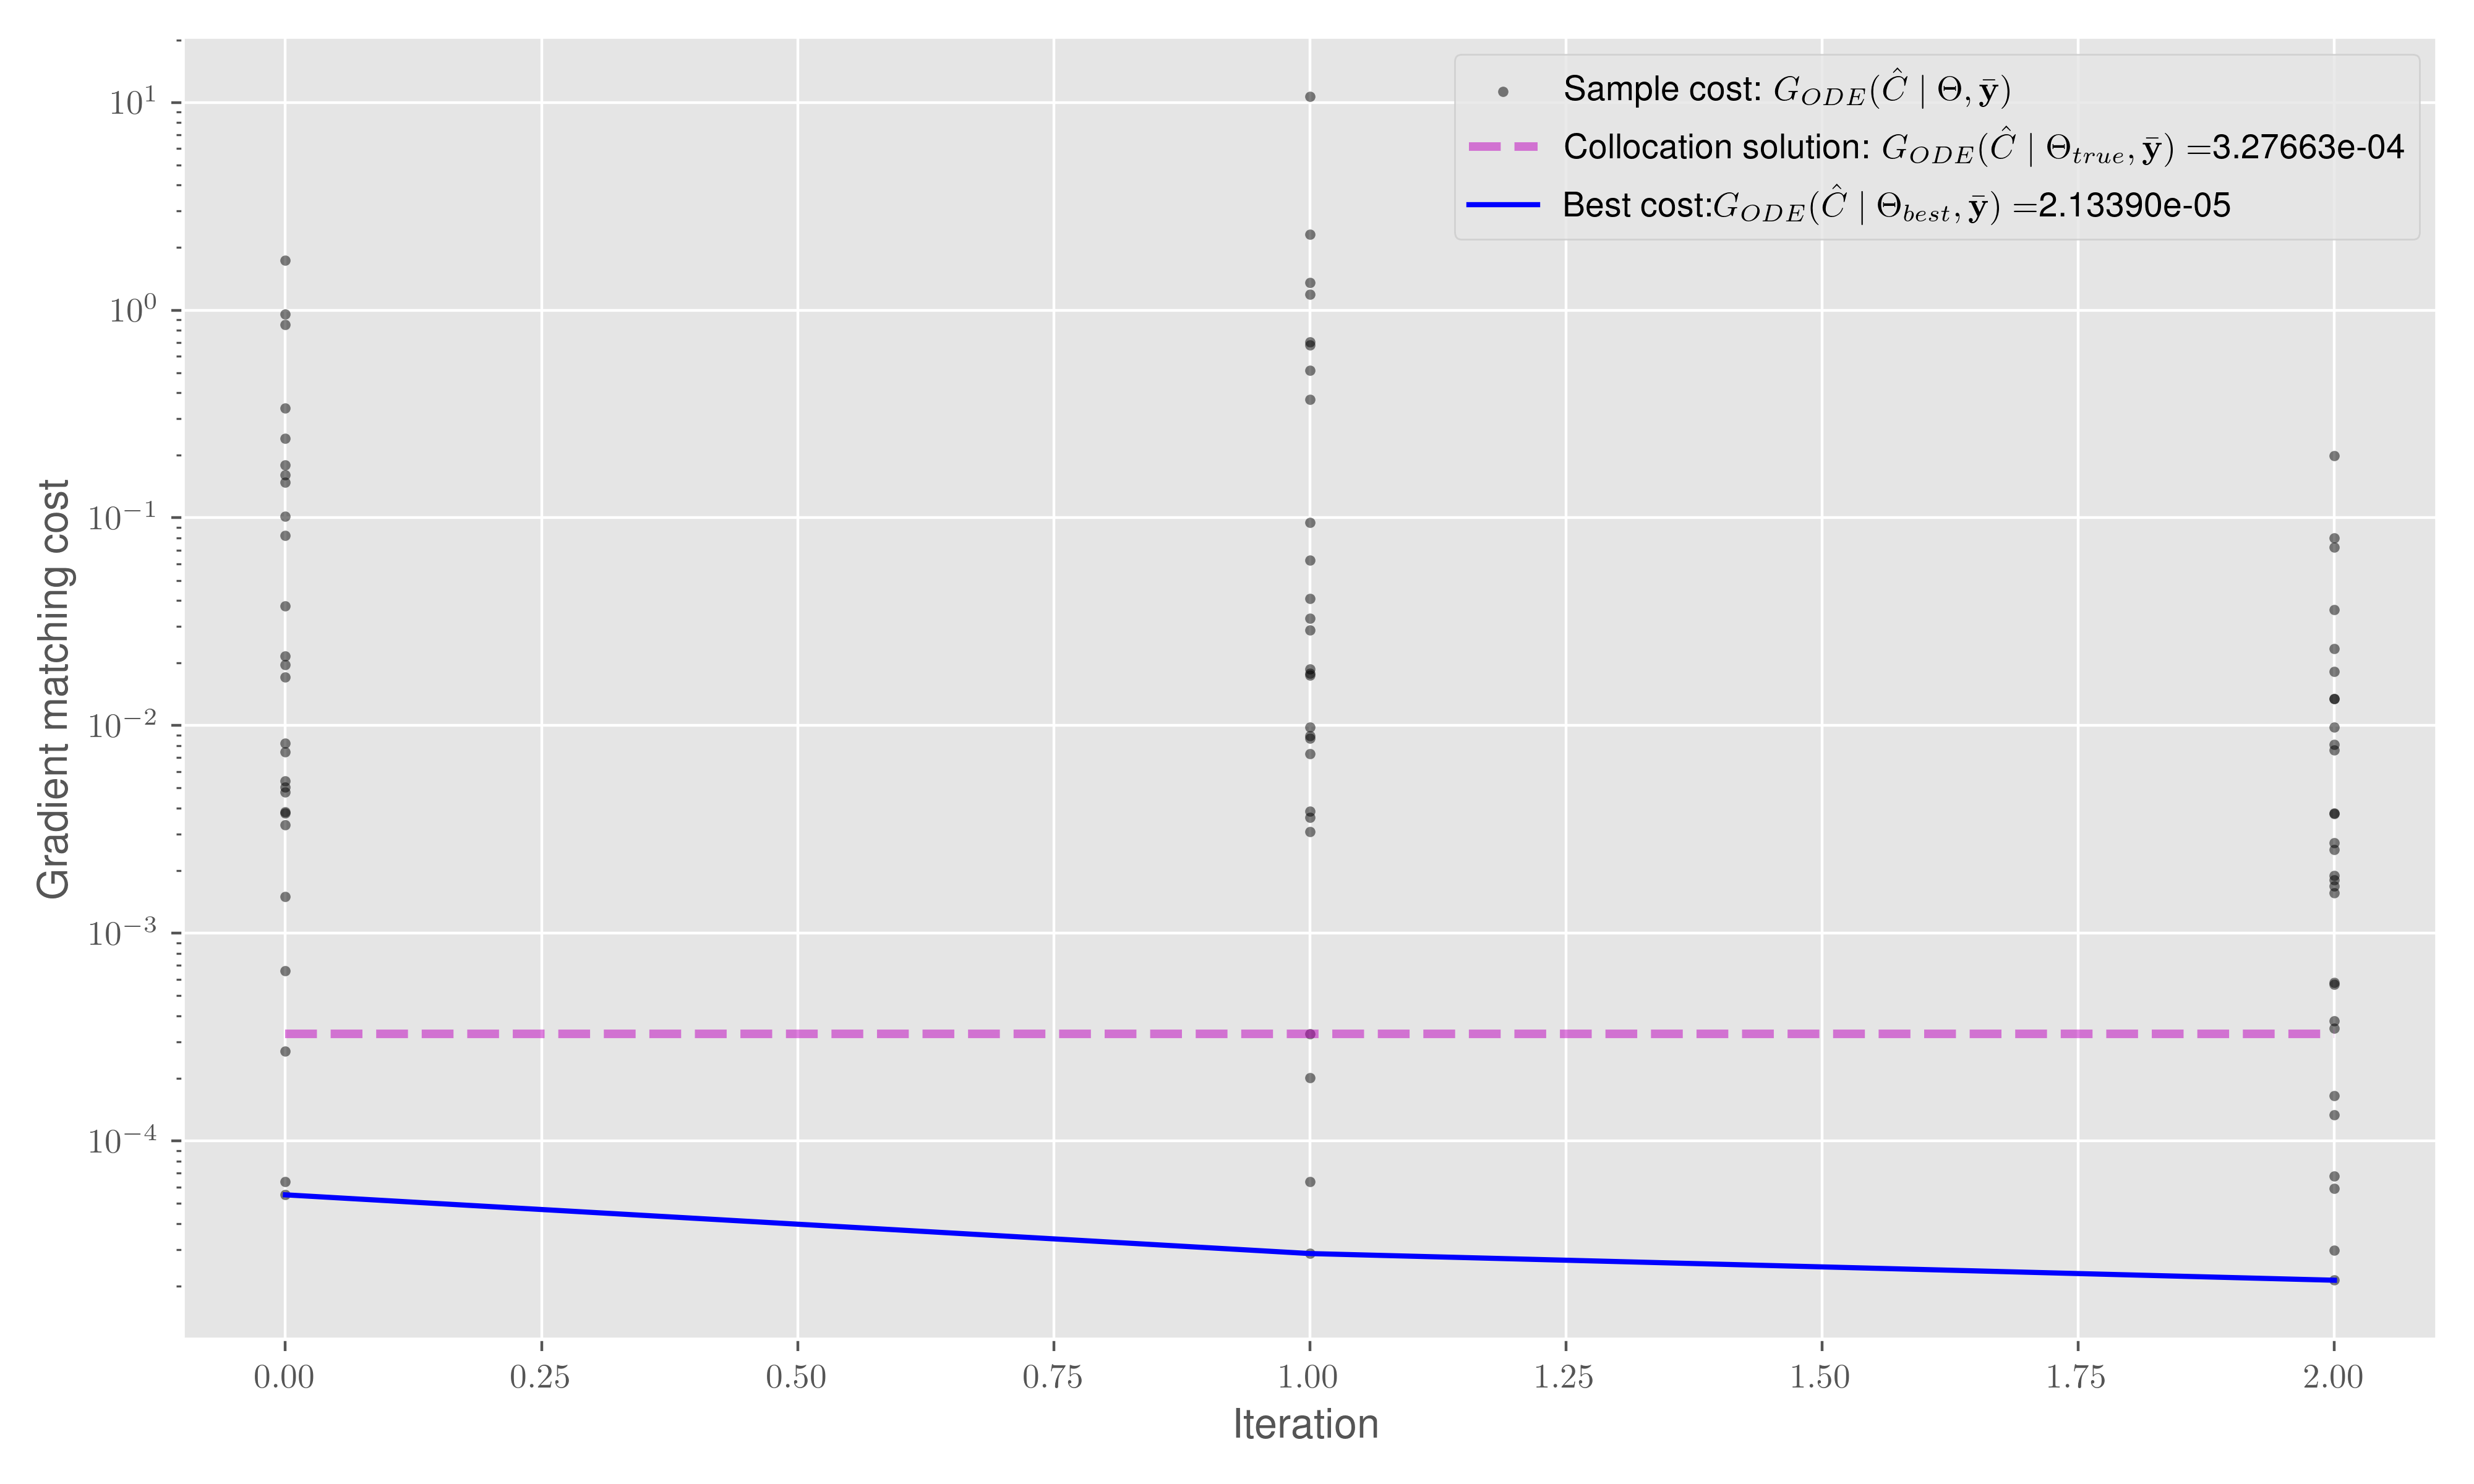 Sample cost: $G_{ODE}(\hat{C} \mid \Theta, \bar{\mathbf{y}})$
Collocation solution: $G_{ODE}(\hat{C} \mid \Theta_{true}, \bar{\mathbf{y}})$ =3.27663e-04
Best cost:$G_{ODE}(\hat{C} \mid \Theta_{best}, \bar{\mathbf{y}})$ =2.13390e-05
Gradient matching cost
$10^{1}$
$10^{0}$
$10^{-1}$
$10^{-2}$
$10^{-3}$
$10^{-4}$
0.00 0.25 0.50 0.75 1.00 1.25 1.50 1.75 2.00
Iteration